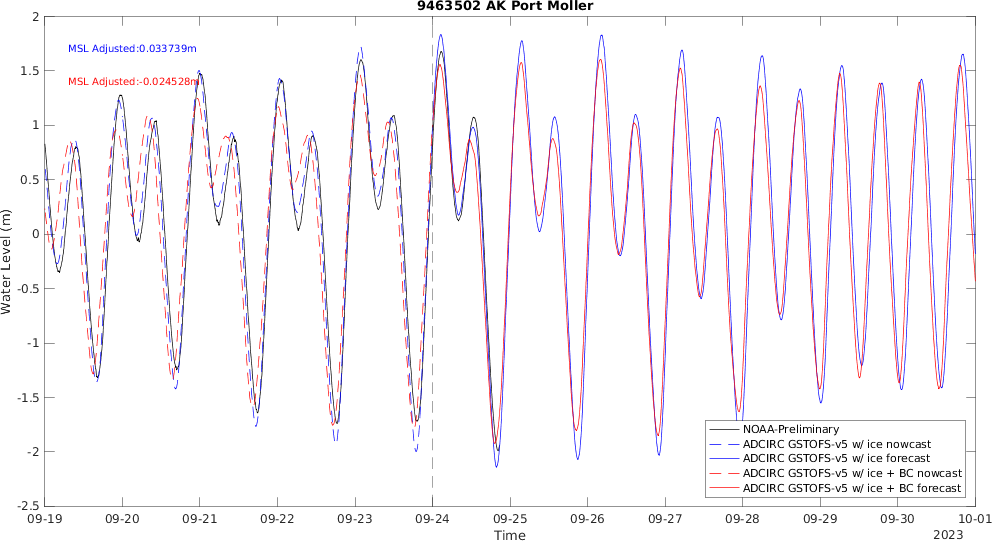 9463502 AK Port Moller
MSL Adjusted:0.033739m
MSL Adjusted:-0.024528m
2
1.5
1
0.5
0
-0.5
-1
-1.5
-2
-2.5
Water Level (m)
NOAA-Preliminary
ADCIRC GSTOFS-v5 w/ ice nowcast
ADCIRC GSTOFS-v5 w/ ice forecast
ADCIRC GSTOFS-v5 w/ ice + BC nowcast
ADCIRC GSTOFS-v5 w/ ice + BC forecast
09-19 09-20 09-21 09-22 09-23 09-24 09-25 09-26 09-27 09-28 09-29 09-30 10-01
Time
2023